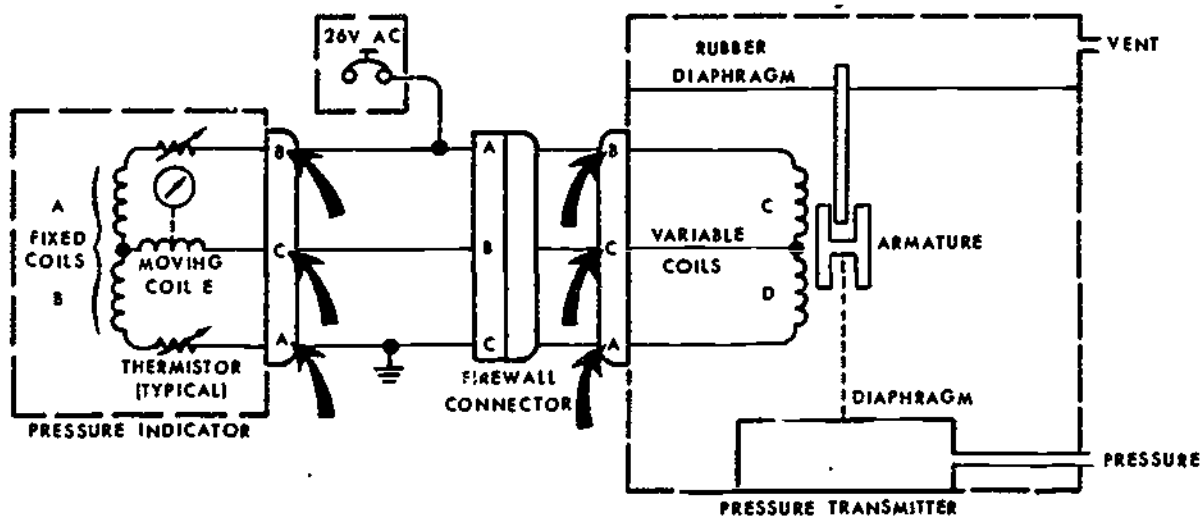 26V AC
RUBBER
DIAPHRAGM
VENT
B
A
B
A
FIXED
COILS
B
MOVING
COIL E
C
B
C
VARIABLE
COILS
C
D
ARMATURE
A
C
A
THERMISTOR
(TYPICAL)
FIREWALL
CONNECTOR
DIAPHRAGM
PRESSURE INDICATOR
PRESSURE
PRESSURE TRANSMITTER